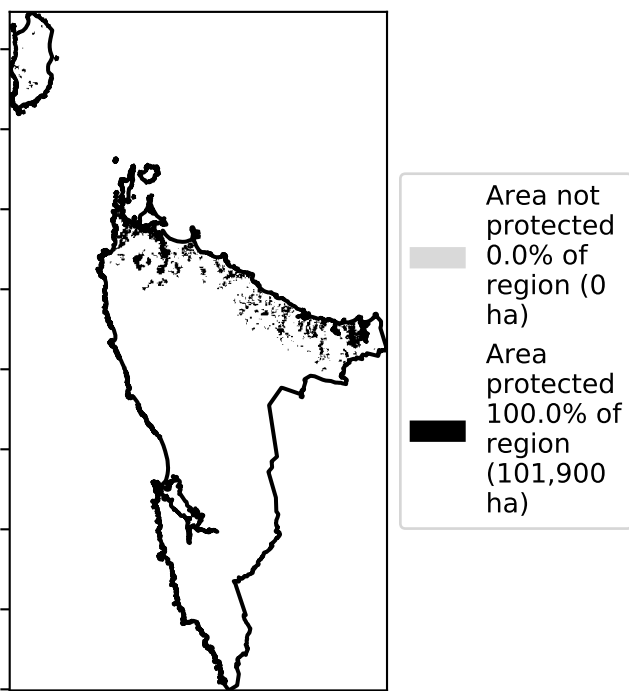 Area not
protected
0.0% of
region (0
ha)
Area
protected
100.0% of
region
(101,900
ha)